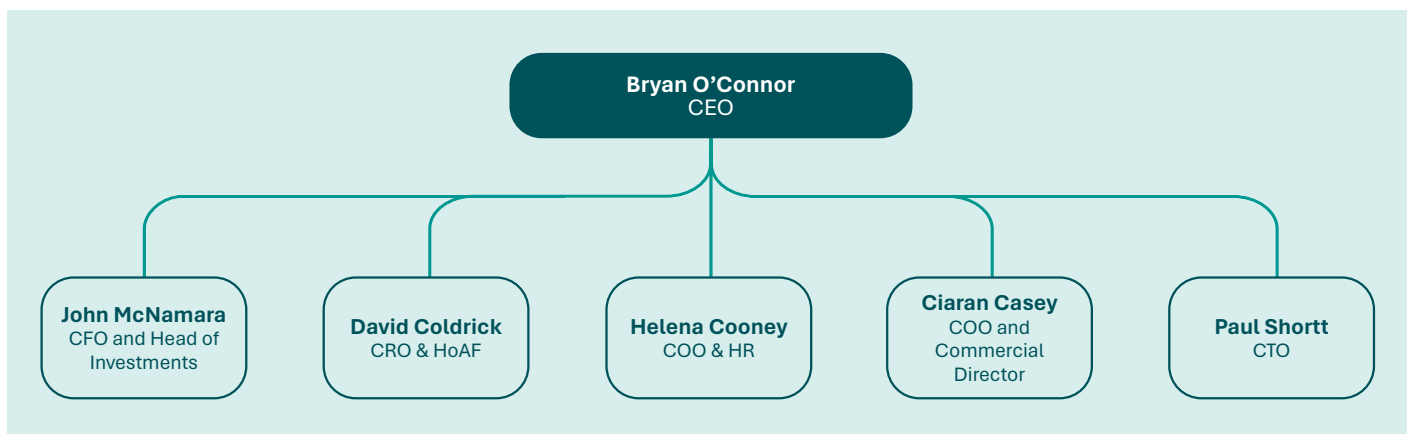 Bryan O’Connor
CEO
John McNamara
CFO and Head of
Investments
David Coldrick
CRO & HoAF
Helena Cooney
COO & HR
Ciaran Casey
COO and
Commercial
Director
Paul Shortt
CTO